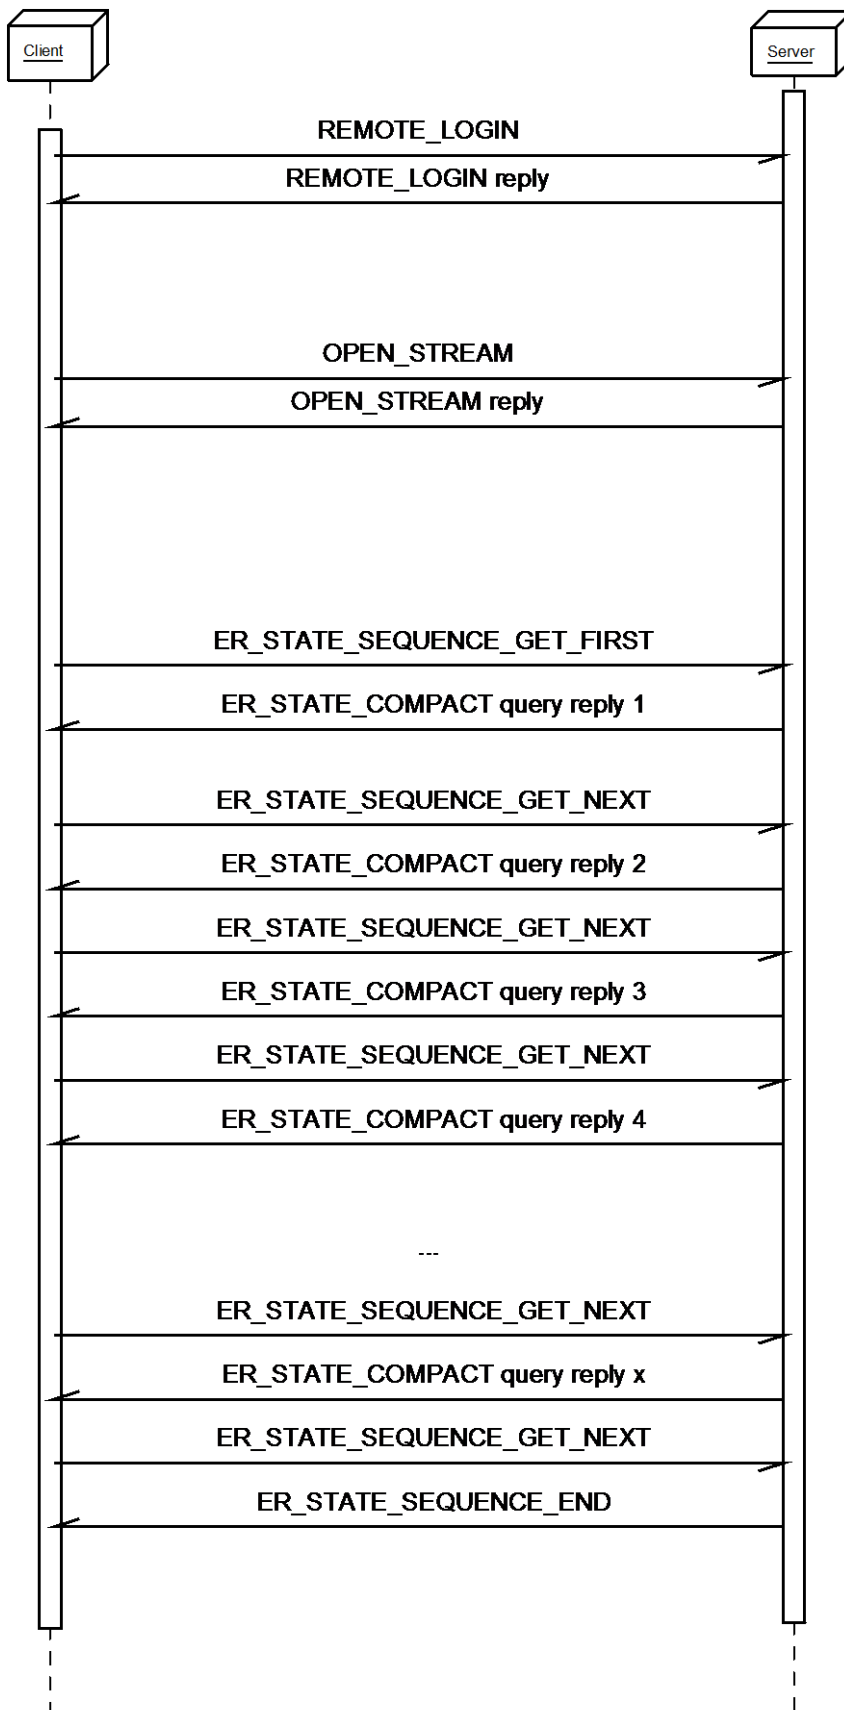 Client
Server
REMOTE_LOGIN
REMOTE_LOGIN reply
OPEN_STREAM
OPEN_STREAM reply
ER_STATE_SEQUENCE_GET_FIRST
ER_STATE_COMPACT query reply 1
ER_STATE_SEQUENCE_GET_NEXT
ER_STATE_COMPACT query reply 2
ER_STATE_SEQUENCE_GET_NEXT
ER_STATE_COMPACT query reply 3
ER_STATE_SEQUENCE_GET_NEXT
ER_STATE_COMPACT query reply 4
---
ER_STATE_SEQUENCE_GET_NEXT
ER_STATE_COMPACT query reply x
ER_STATE_SEQUENCE_GET_NEXT
ER_STATE_SEQUENCE_END